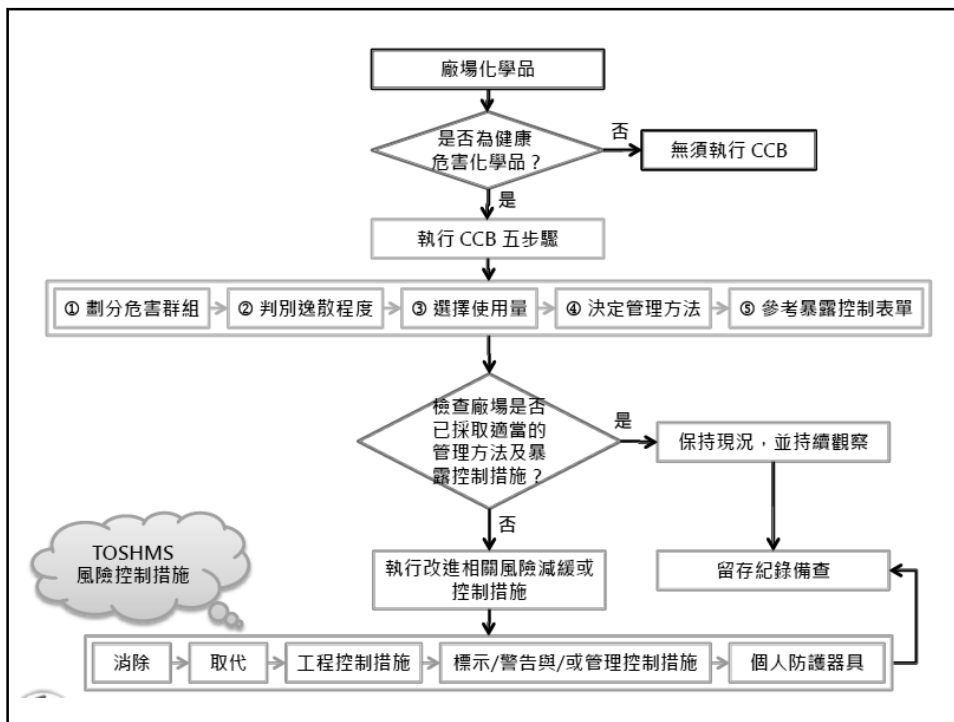 廠場化學品
是否為健康
危害化學品？
否
無須執行 CCB
是
執行 CCB 五步驟
① 劃分危害群組
② 判別逸散程度
③ 選擇使用量
④ 決定管理方法
⑤ 參考暴露控制表單
檢查廠場是否
已採取適當的
管理方法及暴
露控制措施？
是
保持現況，並持續觀察
否
TOSHMS
風險控制措施
執行改進相關風險減緩或
控制措施
留存紀錄備查
消除
取代
工程控制措施
標示/警告與/或管理控制措施
個人防護器具